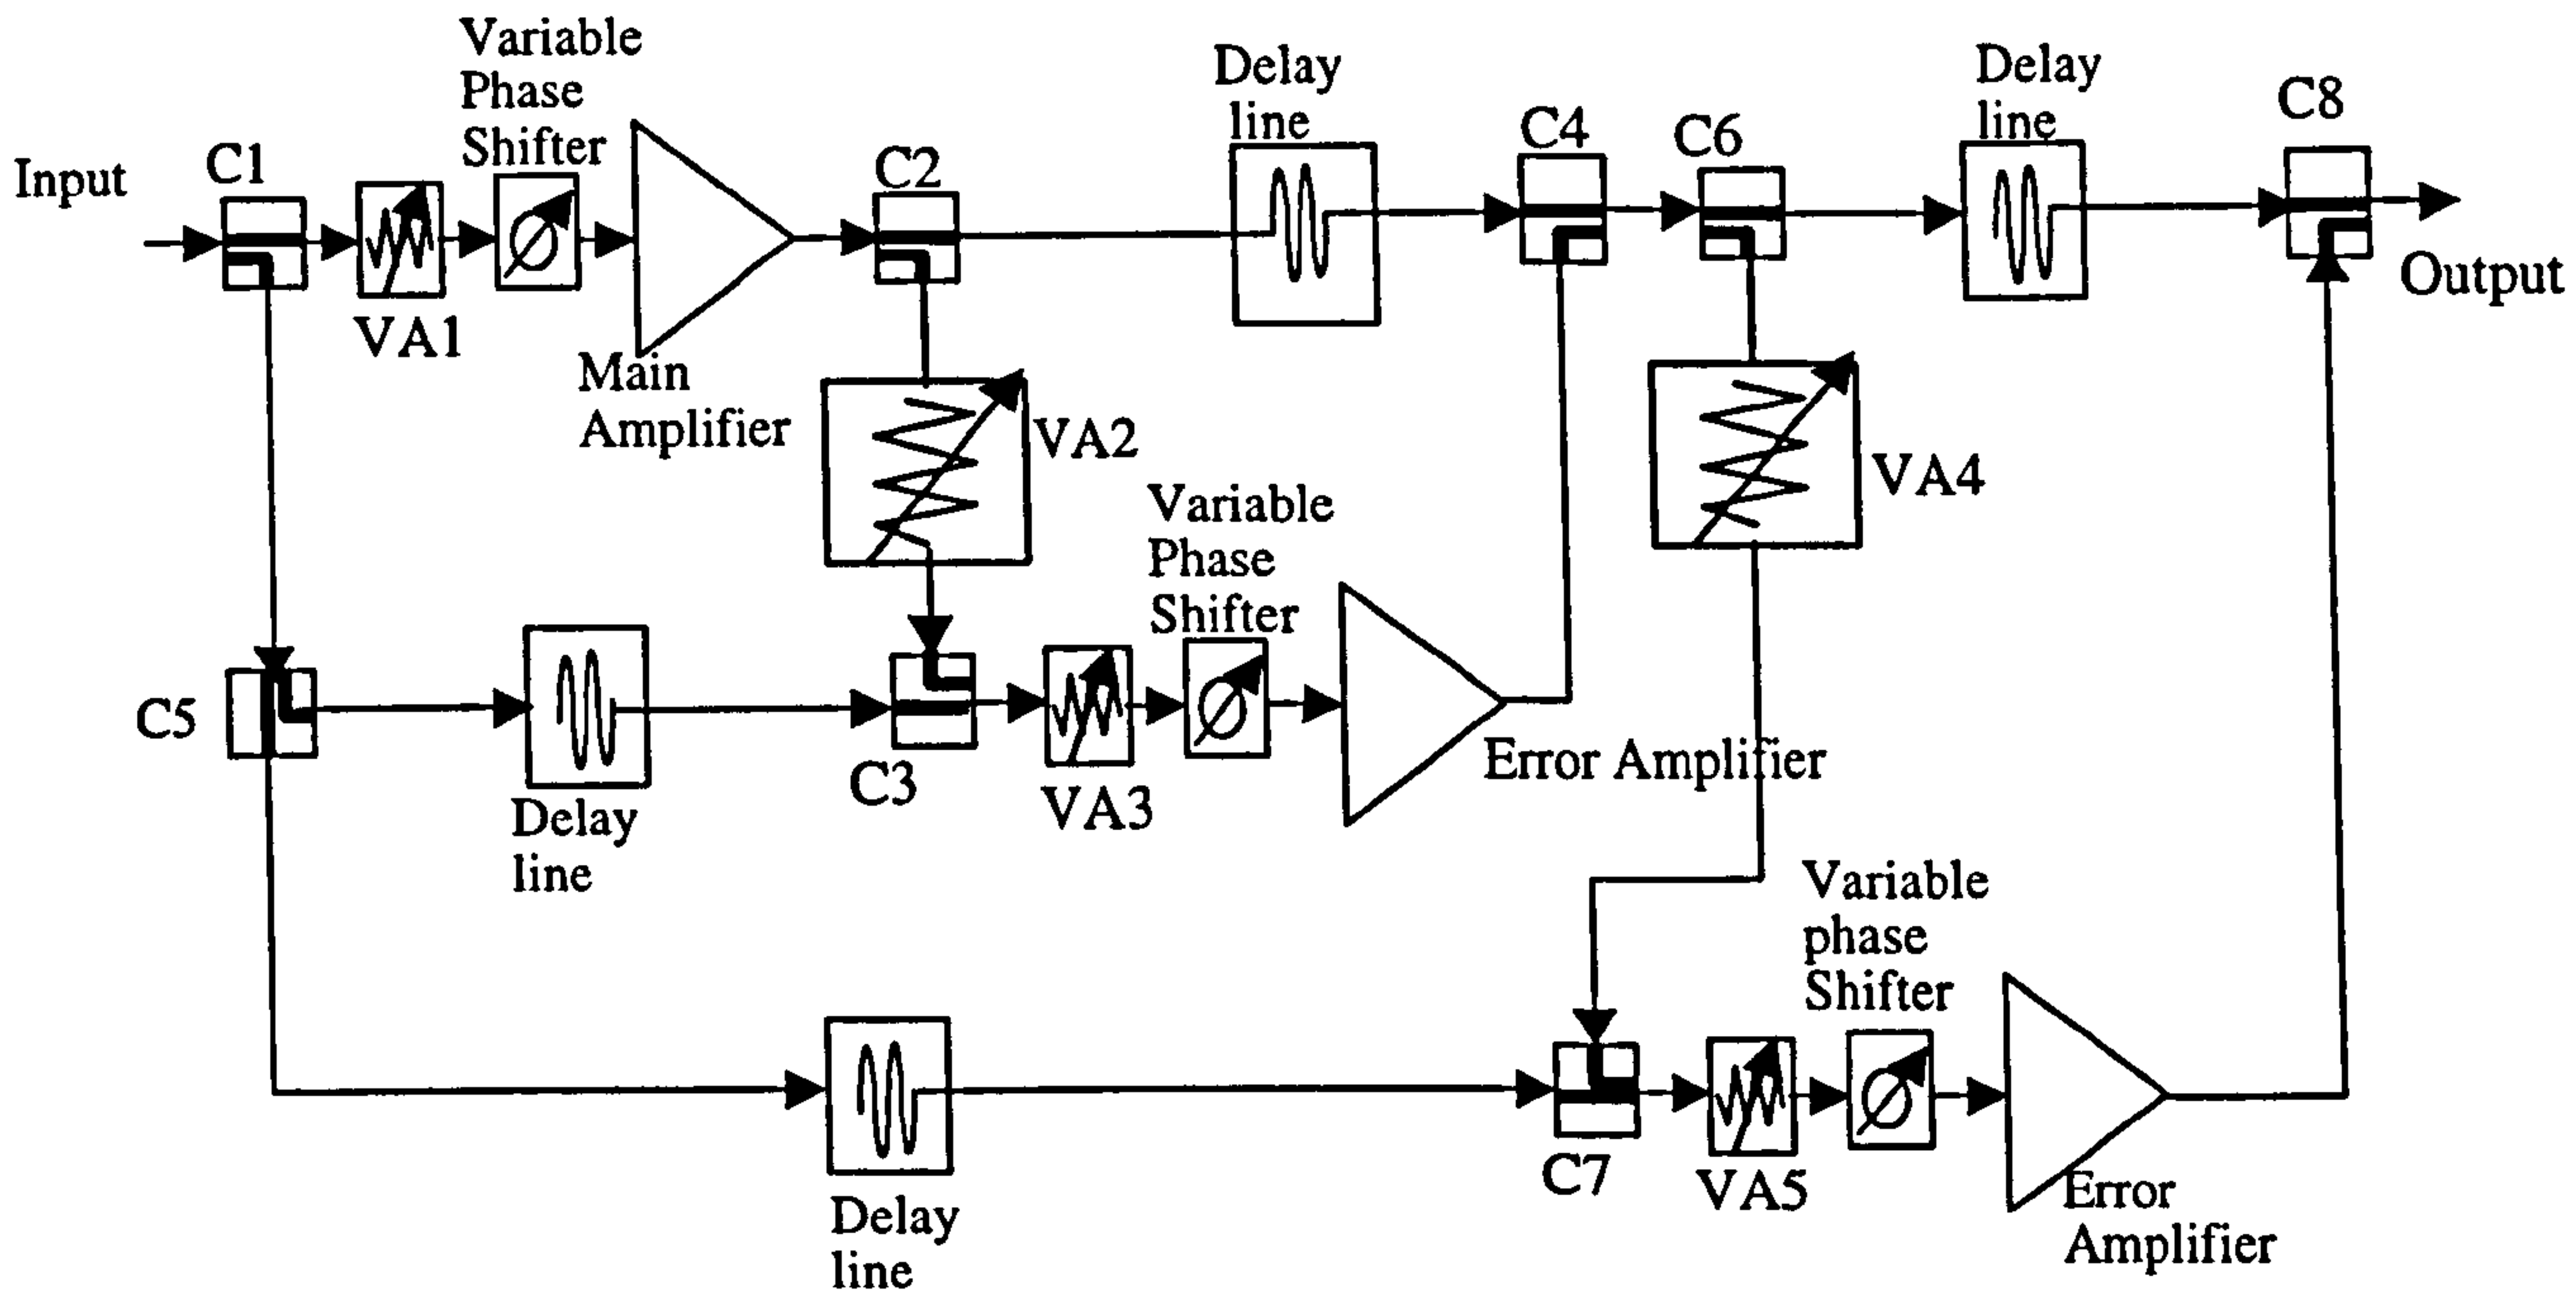 Variable
Phase
Shifter
Delay
line
Delay
line
C1
C2
C4
C6
C8
Input
Output
VA1
Main
Amplifier
VA2
VA4
Variable
Phase
Shifter
C5
Delay
line
C3
VA3
Error Amplifier
Variable
phase
Shifter
Delay
line
C7
VA5
Error
Amplifier